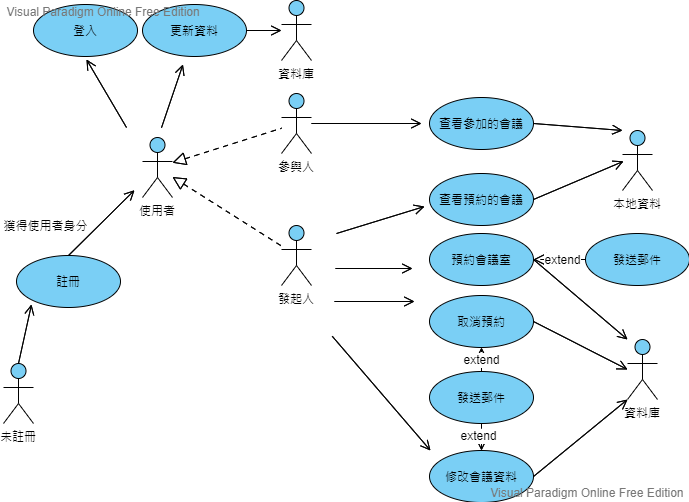 Visual Paradigm Online Free Edition
登入
更新資料
資料庫
參與人
查看參加的會議
使用者
本地資料
獲得使用者身分
查看預約的會議
預約會議室
extend
發送郵件
註冊
發起人
取消預約
extend
資料庫
發送郵件
未註冊
extend
修改會議資料
Visual Paradigm Online Free Edition